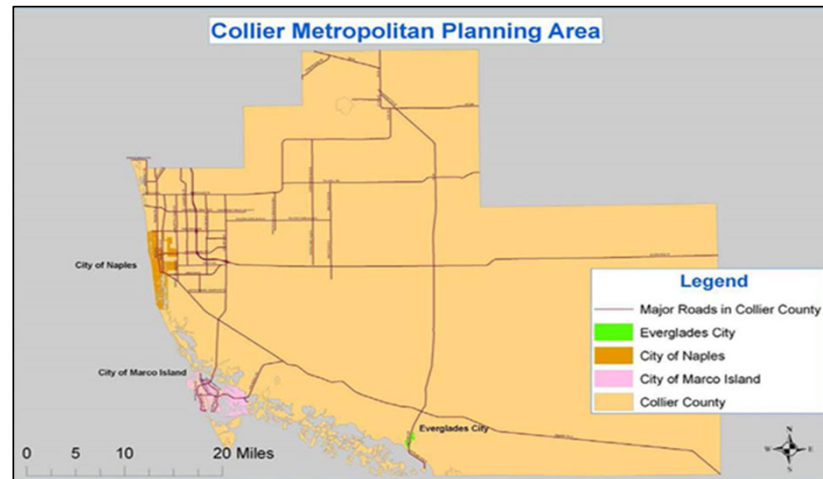 Collier Metropolitan Planning Area
City of Naples
Legend
Major Roads in Collier County
Everglades City
City of Naples
City of Marco Island
Collier County
City of Marco Island
Everglades City
0 5 10 20 Miles
N
W E
S